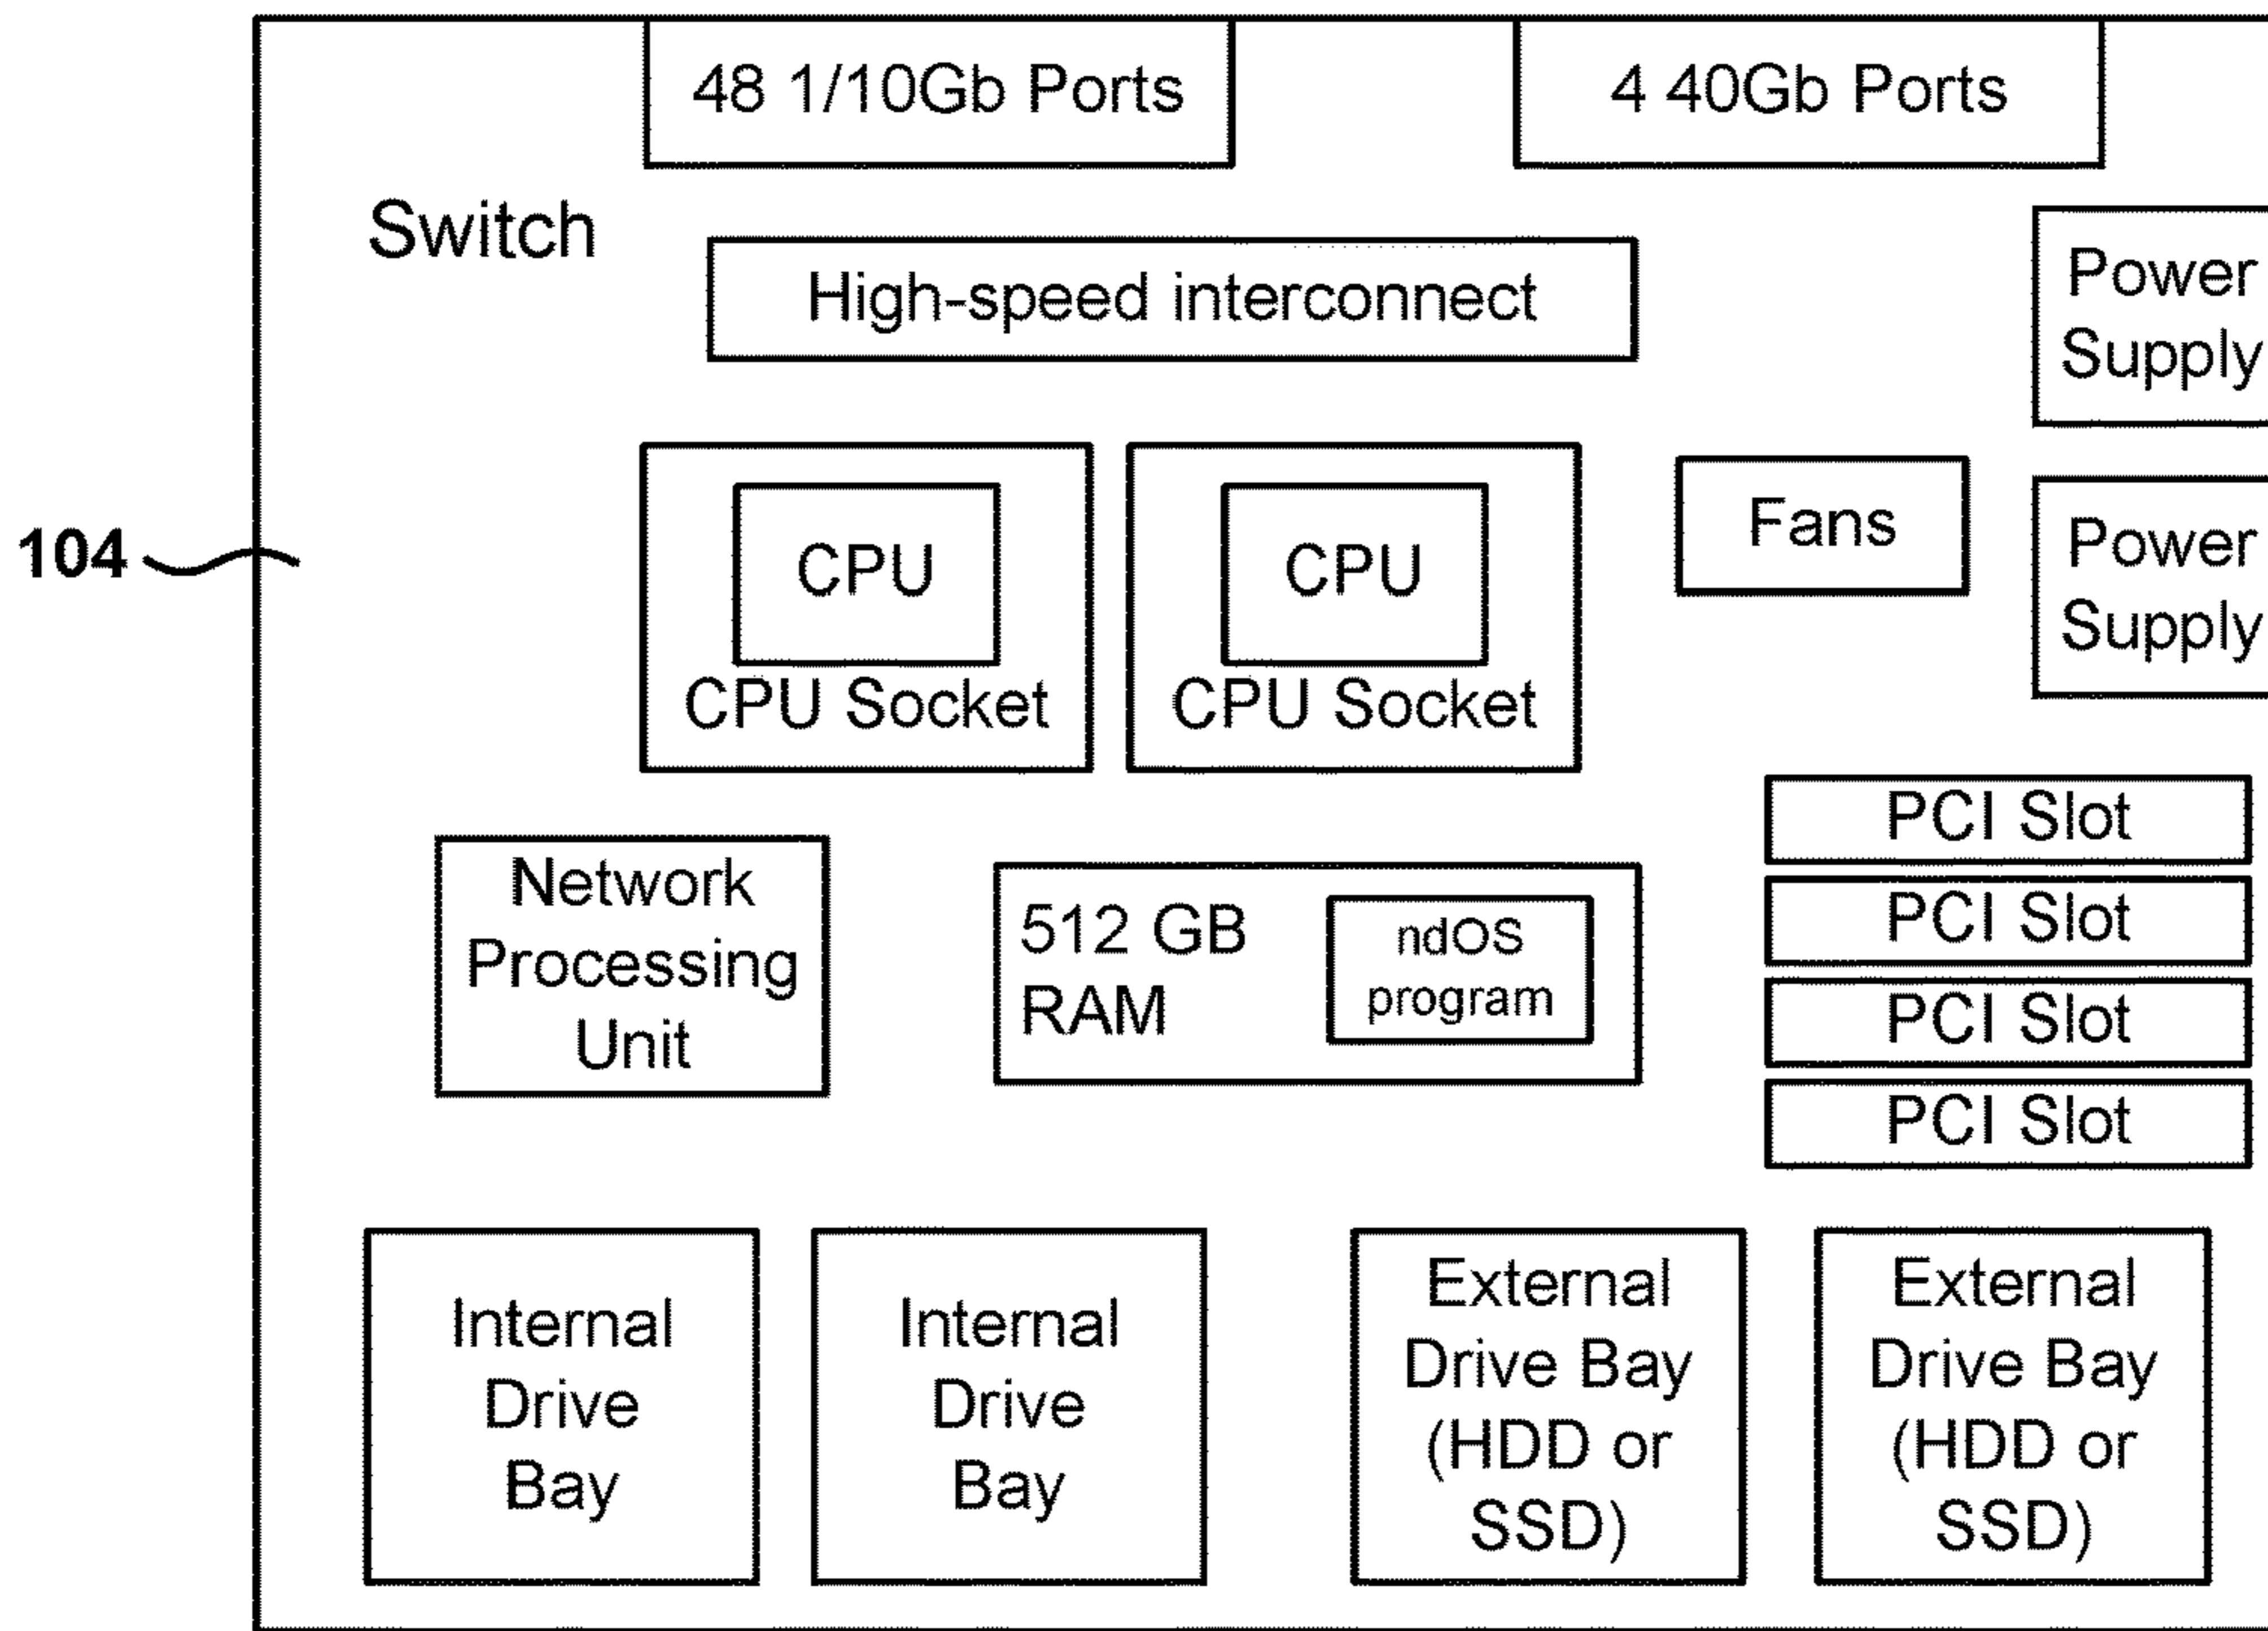 48 1/10Gb Ports
4 40Gb Ports
Switch
High-speed interconnect
Power
Supply
CPU
CPU Socket
CPU
CPU Socket
Fans
Power
Supply
104
Network
Processing
Unit
512 GB
RAM
ndOS
program
PCI Slot
PCI Slot
PCI Slot
PCI Slot
Internal
Drive
Bay
Internal
Drive
Bay
External
Drive Bay
(HDD or
SSD)
External
Drive Bay
(HDD or
SSD)